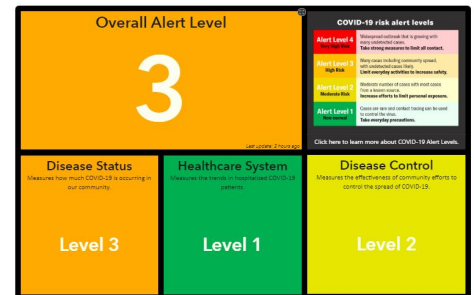 Overall Alert Level
3
Last update: 2 hours ago
COVID-19 risk alert levels
Alert Level 4
Very High Risk
Widespread outbreak that is growing with
many undetected cases.
Take strong measures to limit all contact.
Alert Level 3
High Risk
Many cases including community spread,
with undetected cases likely.
Limit everyday activities to increase safety.
Alert Level 2
Moderate Risk
Moderate number of cases with most cases
from a known source.
Increase efforts to limit personal exposure.
Alert Level 1
New normal
Cases are rare and contact tracing can be used
to control the virus.
Take everyday precautions.
Click here to learn more about COVID-19 Alert Levels.
Disease Status
Measures how much COVID-19 is occurring in
our community.
Level 3
Healthcare System
Measures the trends in hospitalized COVID-19
patients.
Level 1
Disease Control
Measures the effectiveness of community efforts to
control the spread of COVID-19.
Level 2